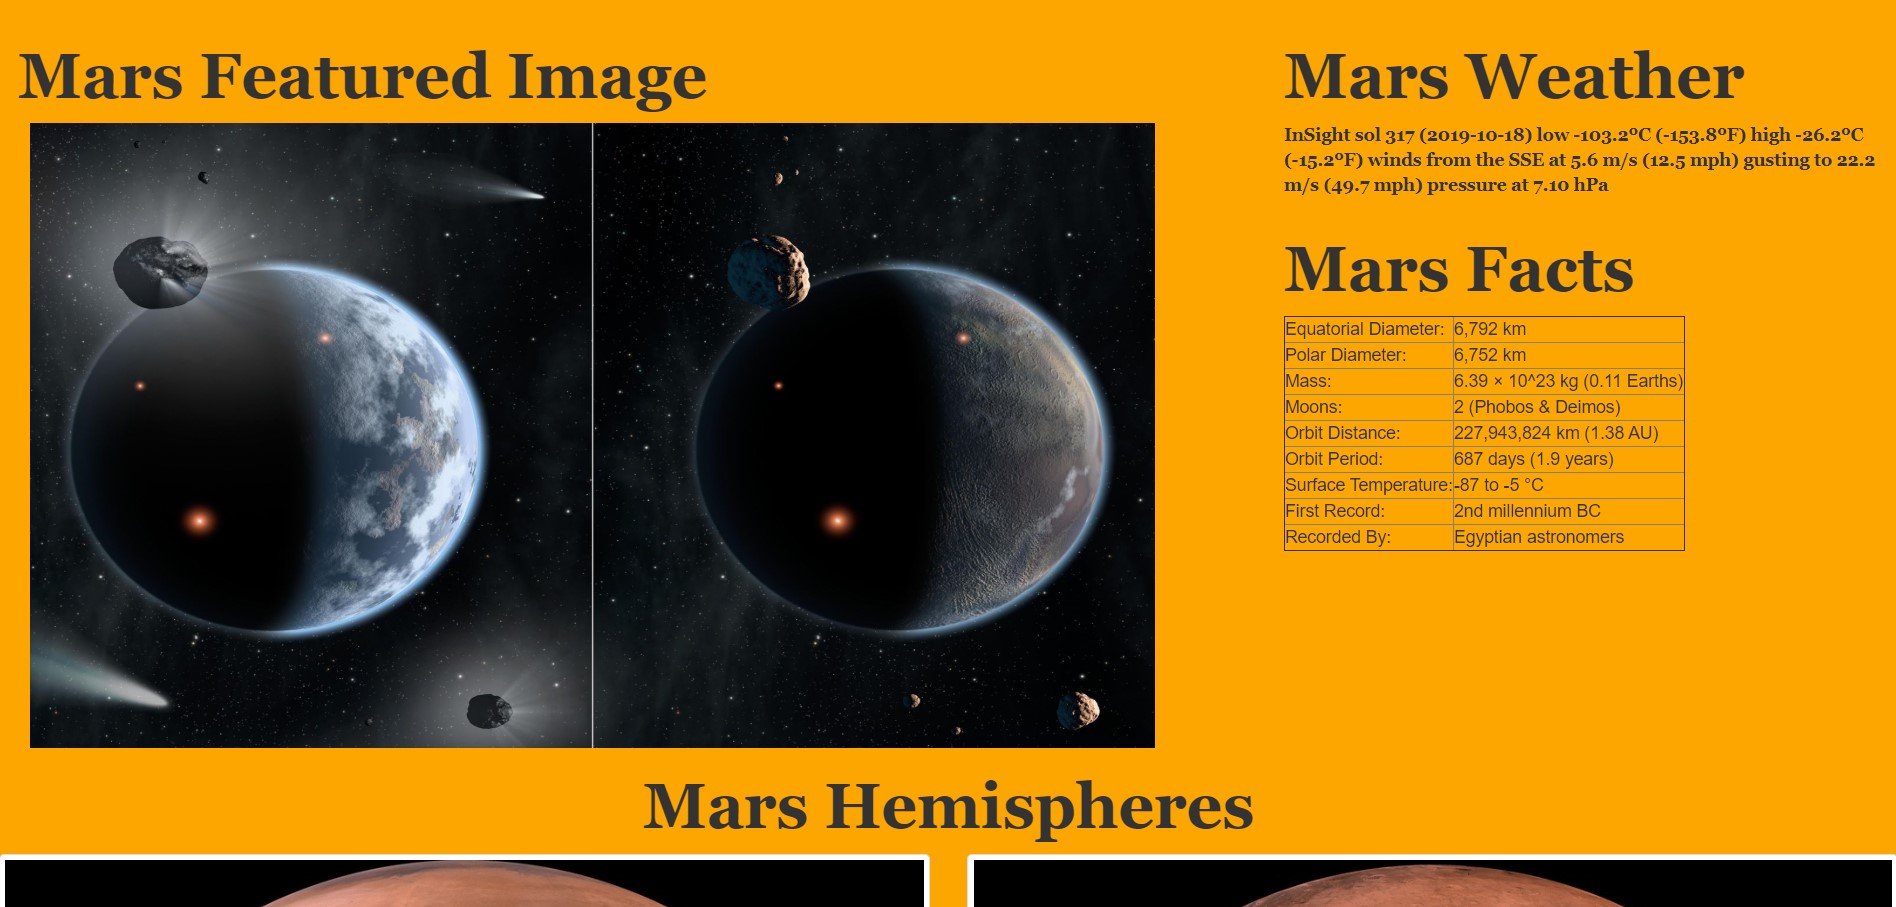 Mars Featured Image
Mars Weather
InSight sol 317 (2019-10-18) low -103.2ºC (-153.8ºF) high -26.2ºC
(-15.2ºF) winds from the SSE at 5.6 m/s (12.5 mph) gusting to 22.2
m/s (49.7 mph) pressure at 7.10 hPa
Mars Facts
Equatorial Diameter: 6,792 km
Polar Diameter: 6,752 km
Mass: 6.39 × 10^23 kg (0.11 Earths)
Moons: 2 (Phobos & Deimos)
Orbit Distance: 227,943,824 km (1.38 AU)
Orbit Period: 687 days (1.9 years)
Surface Temperature: -87 to -5 °C
First Record: 2nd millennium BC
Recorded By: Egyptian astronomers
Mars Hemispheres